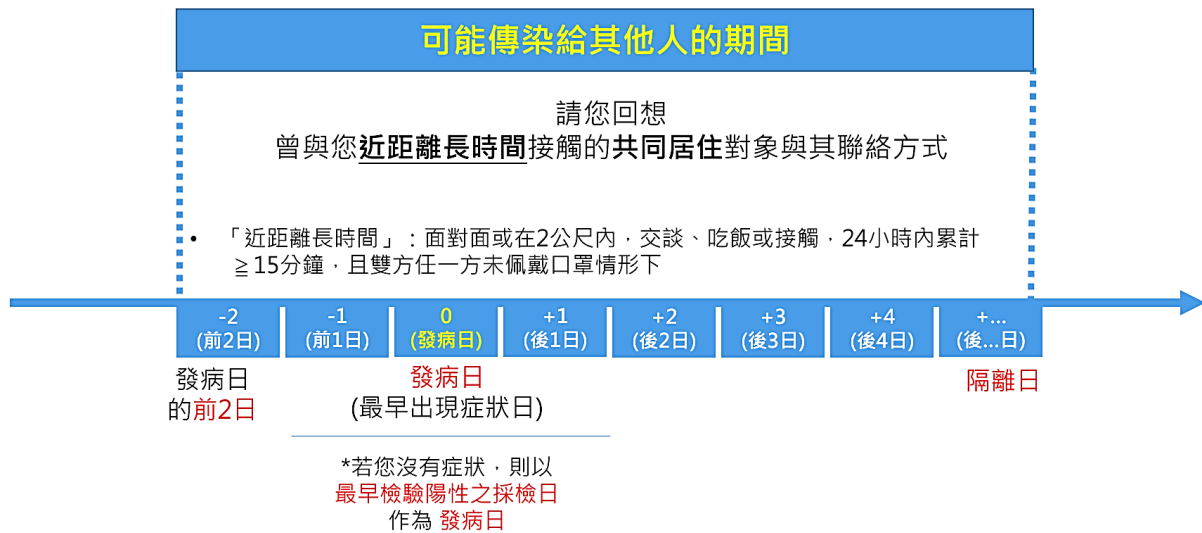 可能傳染給其他人的期間
請您回想
曾與您近距離長時間接觸的共同居住對象與其聯絡方式
• 「近距離長時間」：面對面或在2公尺內，交談、吃飯或接觸，24小時內累計
≧15分鐘，且雙方任一方未佩戴口罩情形下
-2 -1 0 +1 +2 +3 +4 +...
(前2日) (前1日) (發病日) (後1日) (後2日) (後3日) (後4日) (後...日)
發病日 發病日 隔離日
的前2日 (最早出現症狀日)
*若您沒有症狀，則以
最早檢驗陽性之採檢日
作為 發病日